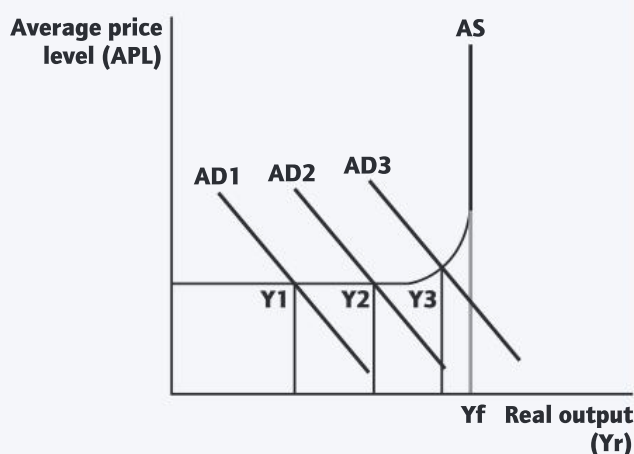 Average price
level (APL)
AS
AD1
AD2
AD3
Y1
Y2
Y3
Yf
Real output
(Yr)